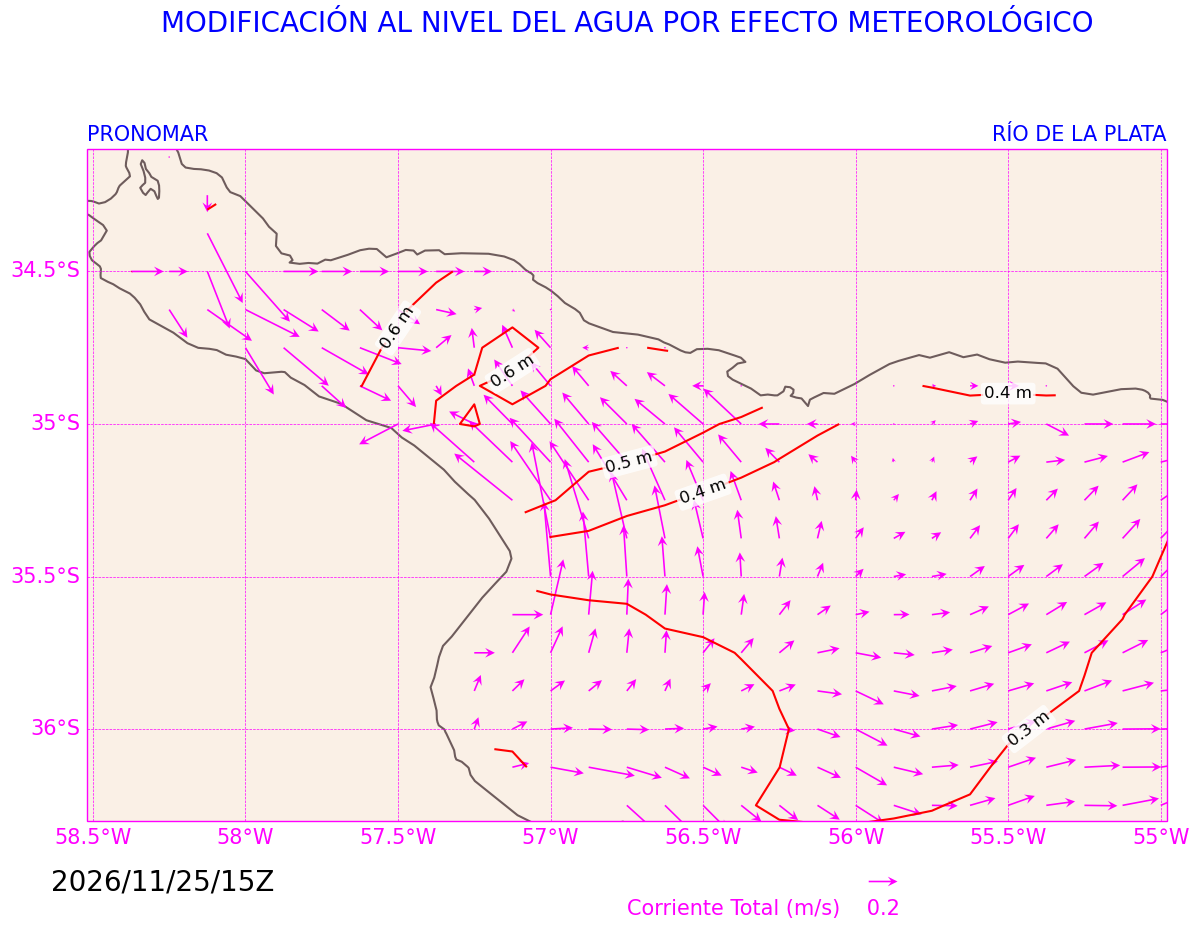 MODIFICACIÓN AL NIVEL DEL AGUA POR EFECTO METEOROLÓGICO
PRONOMAR
RÍO DE LA PLATA
34.5°S
0.6 m
0.6 m
0.4 m
35°S
0.5 m
0.4 m
35.5°S
36°S
0.3 m
58.5°W 58°W 57.5°W 57°W 56.5°W 56°W 55.5°W 55°W
2026/11/25/15Z
Corriente Total (m/s) 0.2